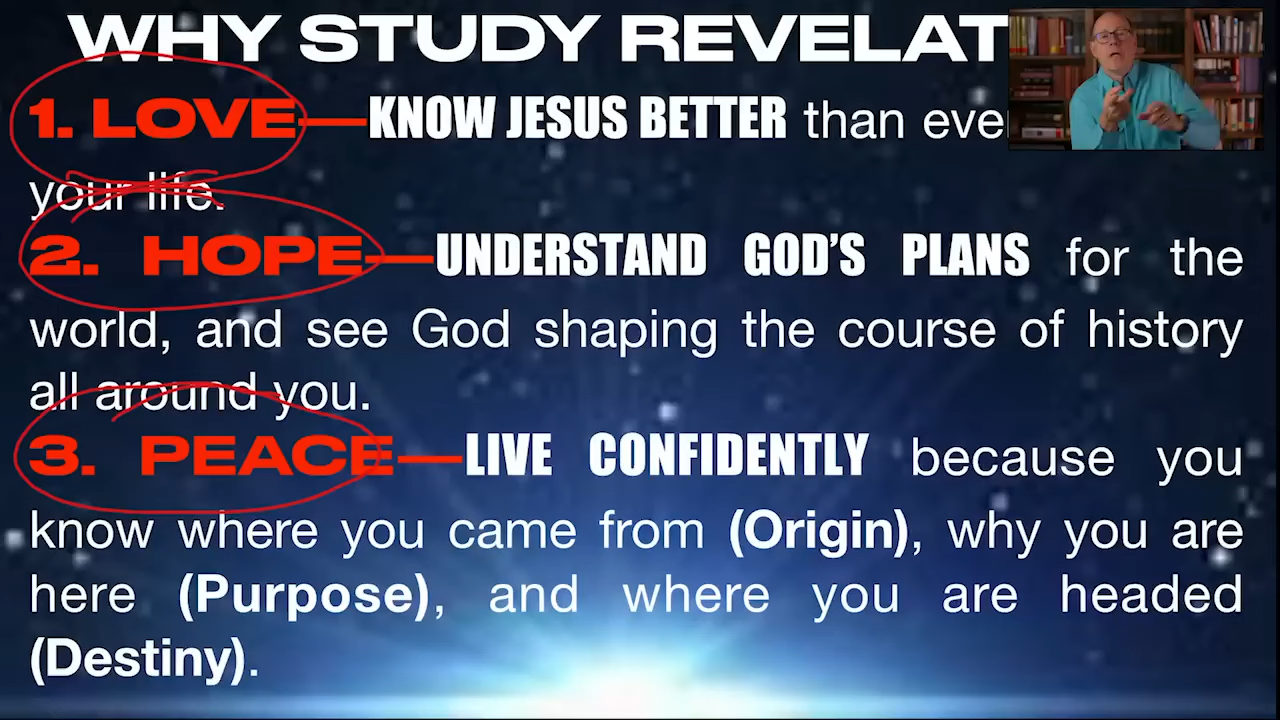 WHY STUDY REVELAT
1. LOVE—KNOW JESUS BETTER than eve
your life.
2. HOPE—UNDERSTAND GOD'S PLANS for the
world, and see God shaping the course of history
all around you.
3. PEACE—LIVE CONFIDENTLY because you
know where you came from (Origin), why you are
here (Purpose), and where you are headed
(Destiny).